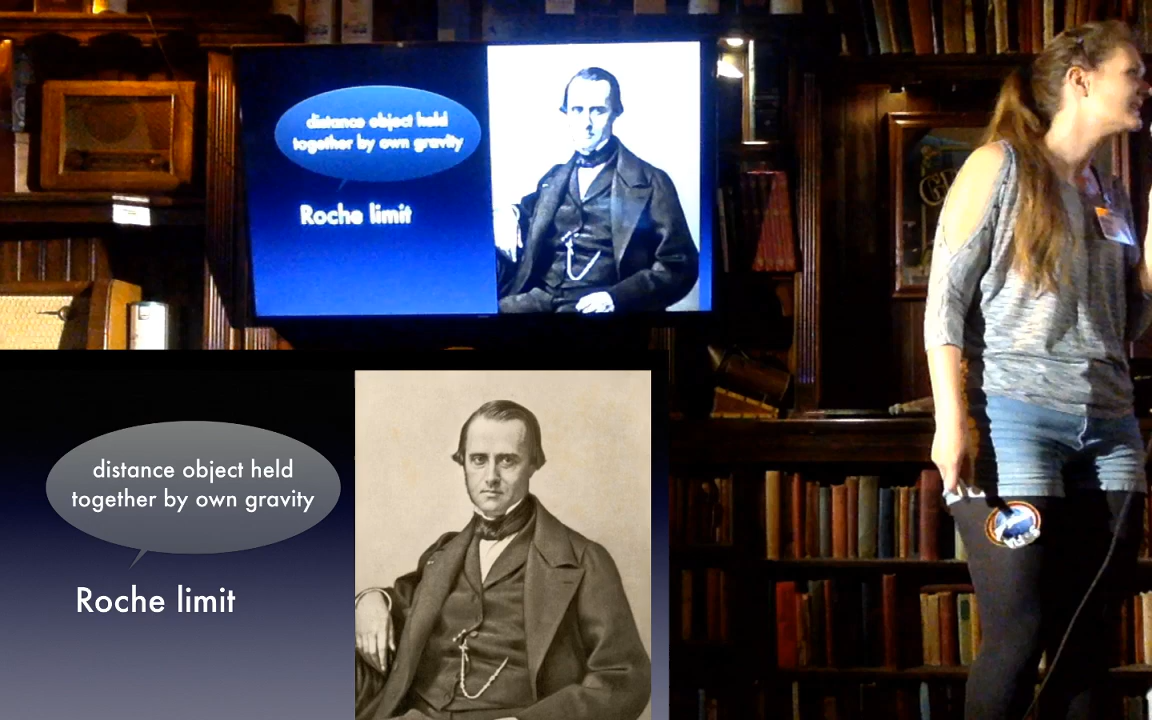 distance object held
together by own gravity
Roche limit
distance object held
together by own gravity
Roche limit